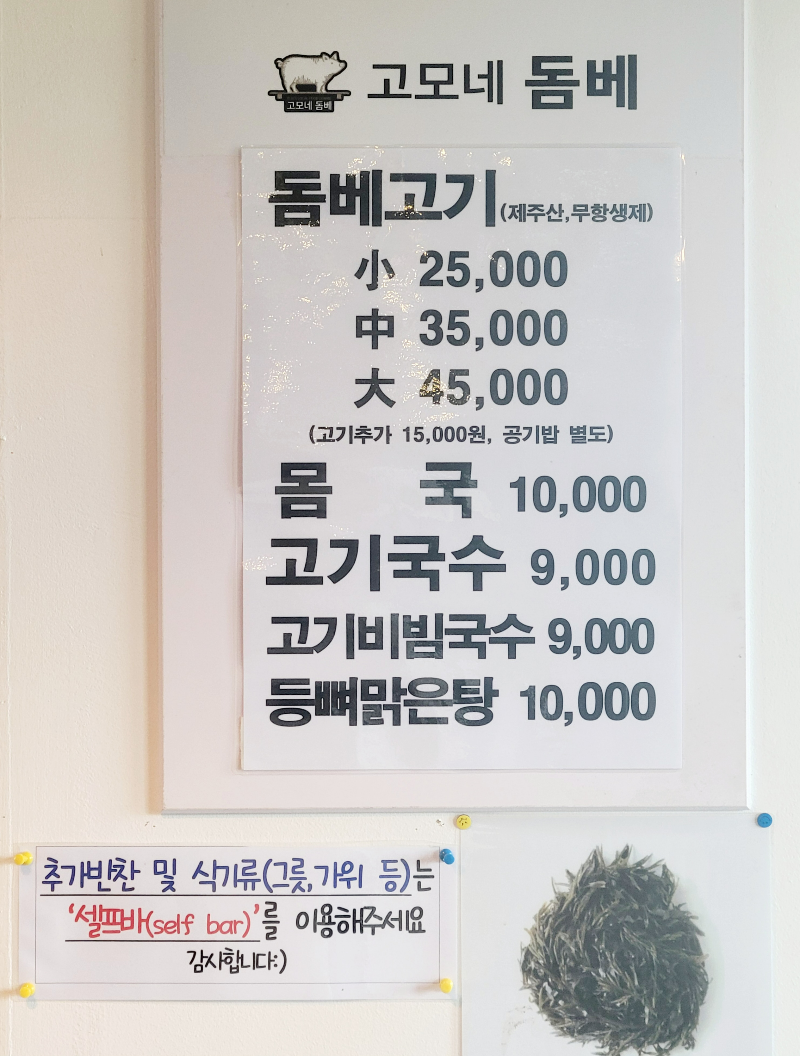 고모네 돔베
고모네 돔베
돔베고기(제주산,무항생제)
小 25,000
中 35,000
大 45,000
(고기추가 15,000원, 공기밥 별도)
몸 국 10,000
고기국수 9,000
고기비빔국수 9,000
등뼈맑은탕 10,000
추가반찬 및 식기류(그릇,가위 등)는
'셀프바(self bar)'를 이용해주세요
감사합니다:)